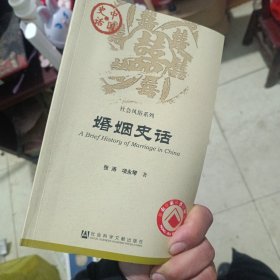 中国
史话
社会风俗系列
婚姻史话
A Brief History of Marriage in China
张涛 项永琴 著
社会科学文献出版社